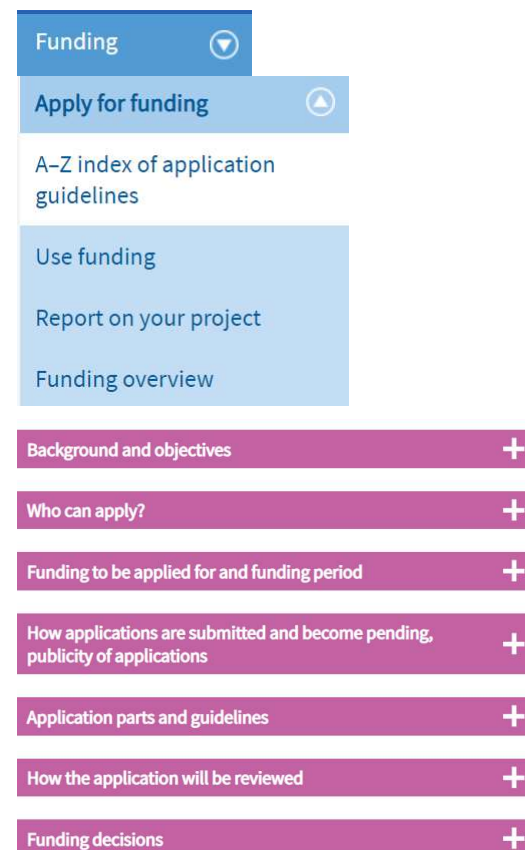 Funding
Apply for funding
A–Z index of application
guidelines
Use funding
Report on your project
Funding overview
Background and objectives
Who can apply?
Funding to be applied for and funding period
How applications are submitted and become pending,
publicity of applications
Application parts and guidelines
How the application will be reviewed
Funding decisions